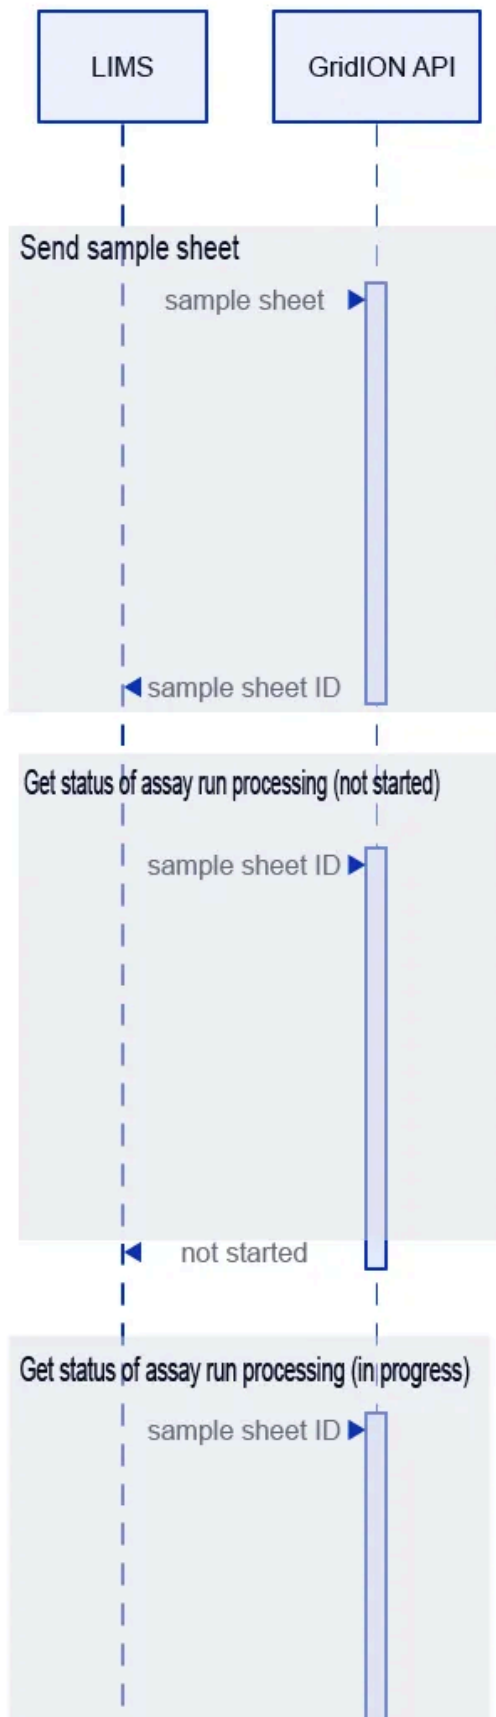 LIMS
GridION API
Send sample sheet
sample sheet
sample sheet ID
Get status of assay run processing (not started)
sample sheet ID
not started
Get status of assay run processing (in progress)
sample sheet ID